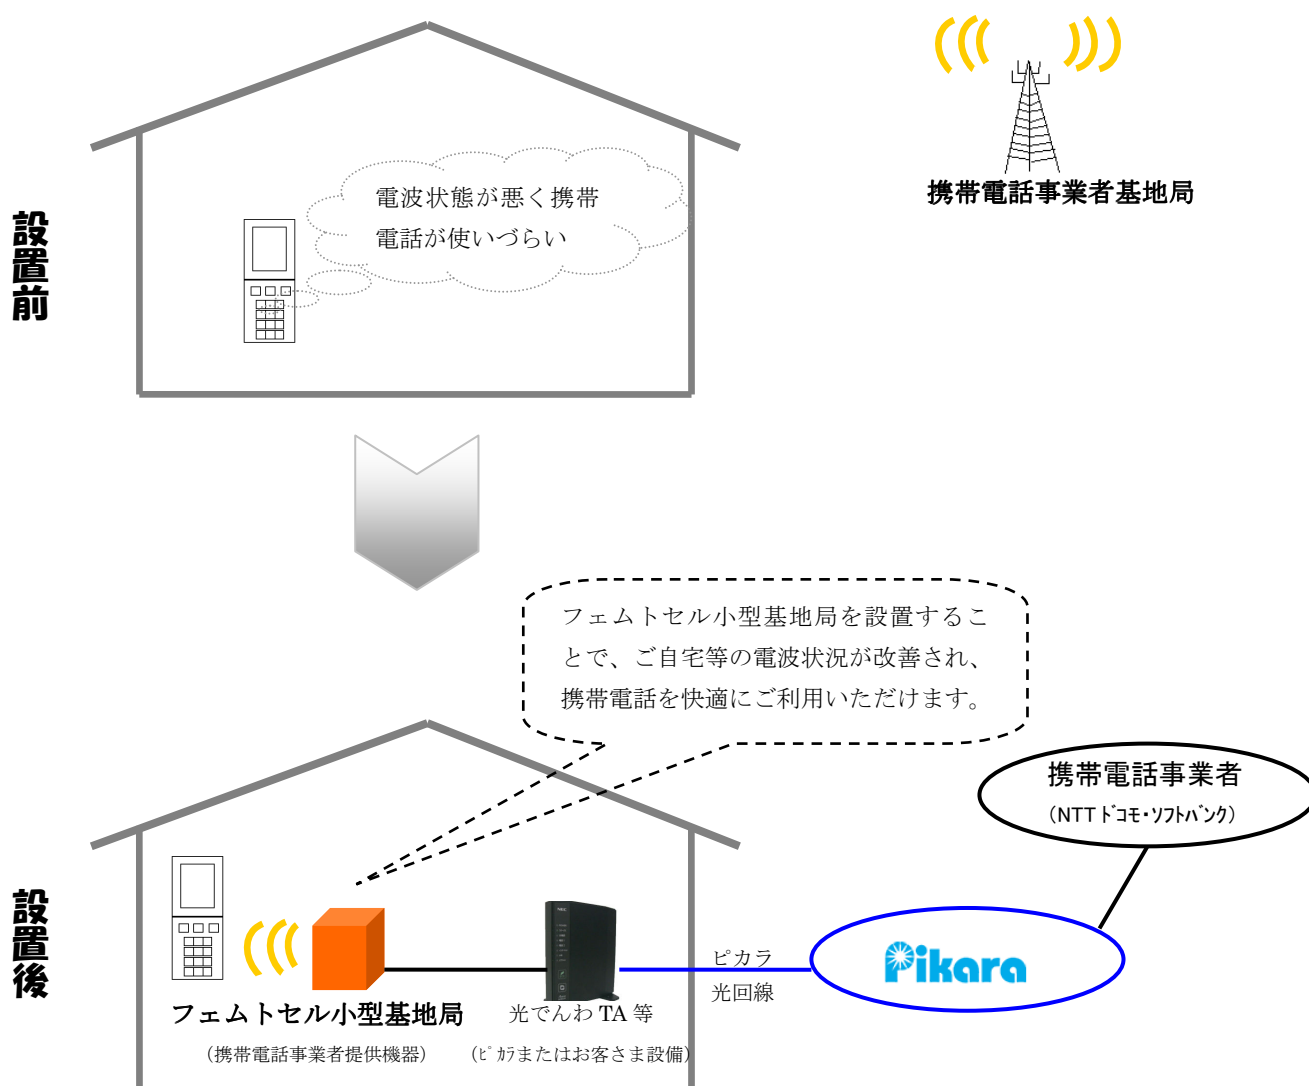 設置前
電波状態が悪く携帯
電話が使いづらい
携帯電話事業者基地局
フェムトセル小型基地局を設置するこ
とで、ご自宅等の電波状況が改善され、
携帯電話を快適にご利用いただけます。
設置後
携帯電話事業者
(NTTﾄﾞｺﾓ・ｿﾌﾄﾊﾞﾝｸ)
フェムトセル小型基地局
(携帯電話事業者提供機器)
光でんわ TA 等
(ﾋﾟｶﾗまたはお客さま設備)
ピカラ
光回線
Pikara